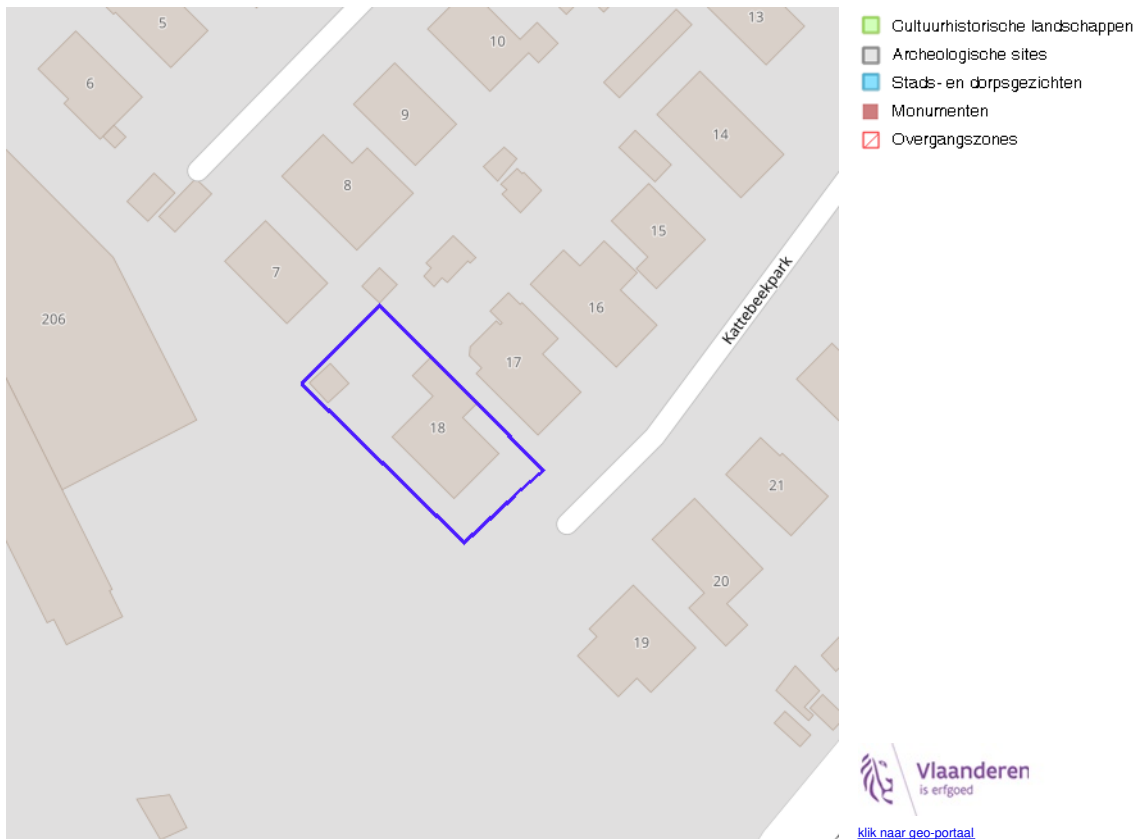 5
13
10
6
9
14
8
15
7
16
206
17
18
21
20
19
Kattebeekpark
Cultuurhistorische landschappen
Archeologische sites
Stads- en dorpsgezichten
Monumenten
Overgangszones
Vlaanderen
is erfgoed
klik naar geo-portaal